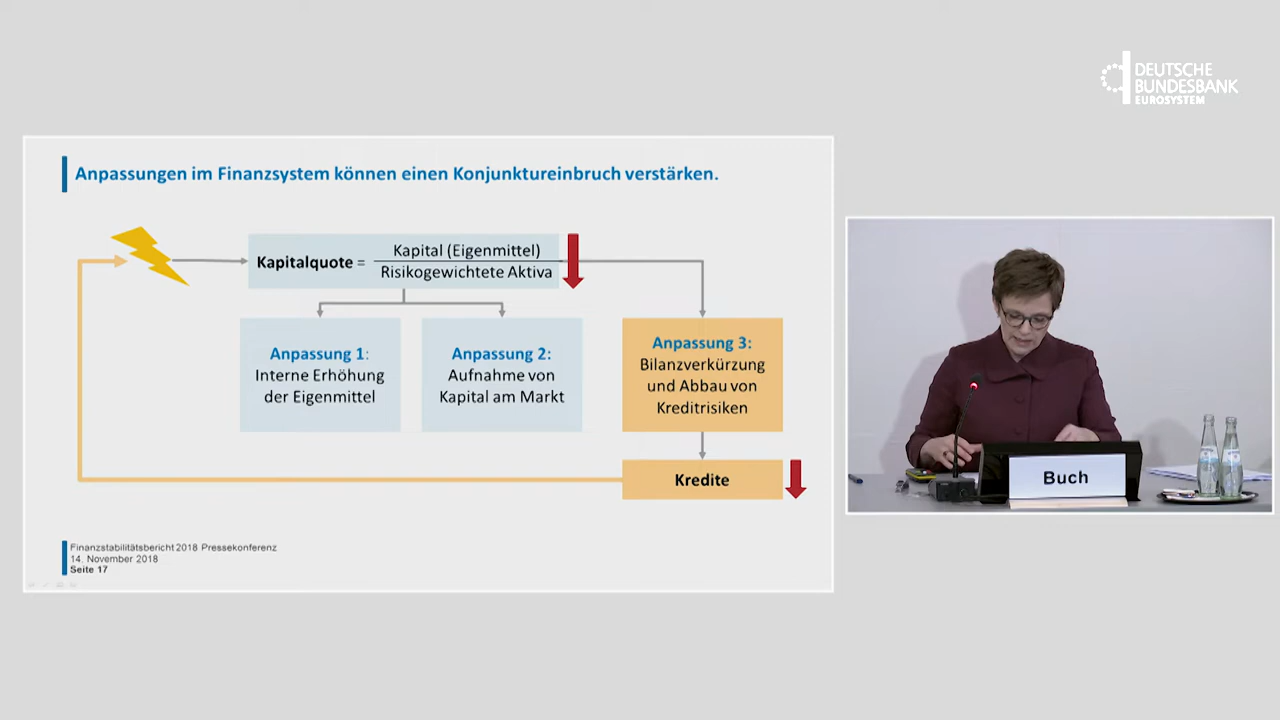 DEUTSCHE
BUNDESBANK
EUROSYSTEM
Anpassungen im Finanzsystem können einen Konjunktureinbruch verstärken.
Kapitalquote = Kapital (Eigenmittel)
Risikogewichtete Aktiva
Anpassung 1:
Interne Erhöhung
der Eigenmittel
Anpassung 2:
Aufnahme von
Kapital am Markt
Anpassung 3:
Bilanzverkürzung
und Abbau von
Kreditrisiken
Kredite
Finanzstabilitätsbericht 2018 Pressekonferenz
14. November 2018
Seite 17
Buch